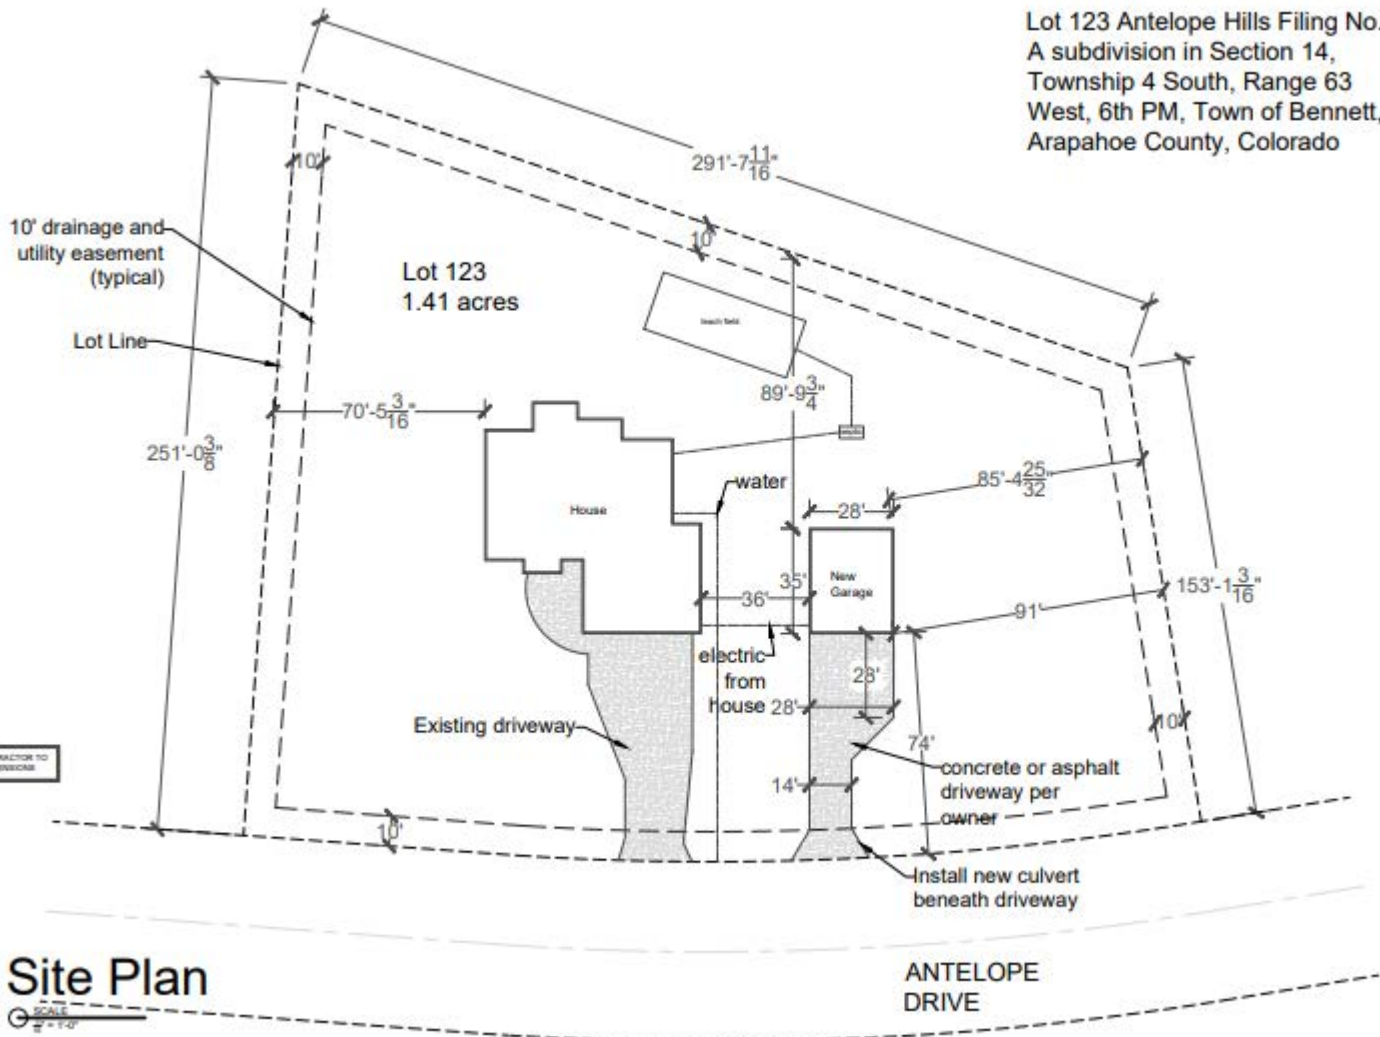 Lot 123 Antelope Hills Filing No.
A subdivision in Section 14,
Township 4 South, Range 63
West, 6th PM, Town of Bennett,
Arapahoe County, Colorado
291'-7 11/16"
10'
10' drainage and
utility easement
(typical)
10'
Lot 123
1.41 acres
leach field
Lot Line
89'-9 3/4"
70'-5 3/16"
251'-0 3/8"
water
85'-4 25/32"
28'
House
35'
New
Garage
36'
153'-1 3/16"
91'
electric
from
house
28'
28'
Existing driveway
10'
74'
concrete or asphalt
driveway per
owner
14'
10'
Install new culvert
beneath driveway
Site Plan
SCALE
ANTELOPE
DRIVE